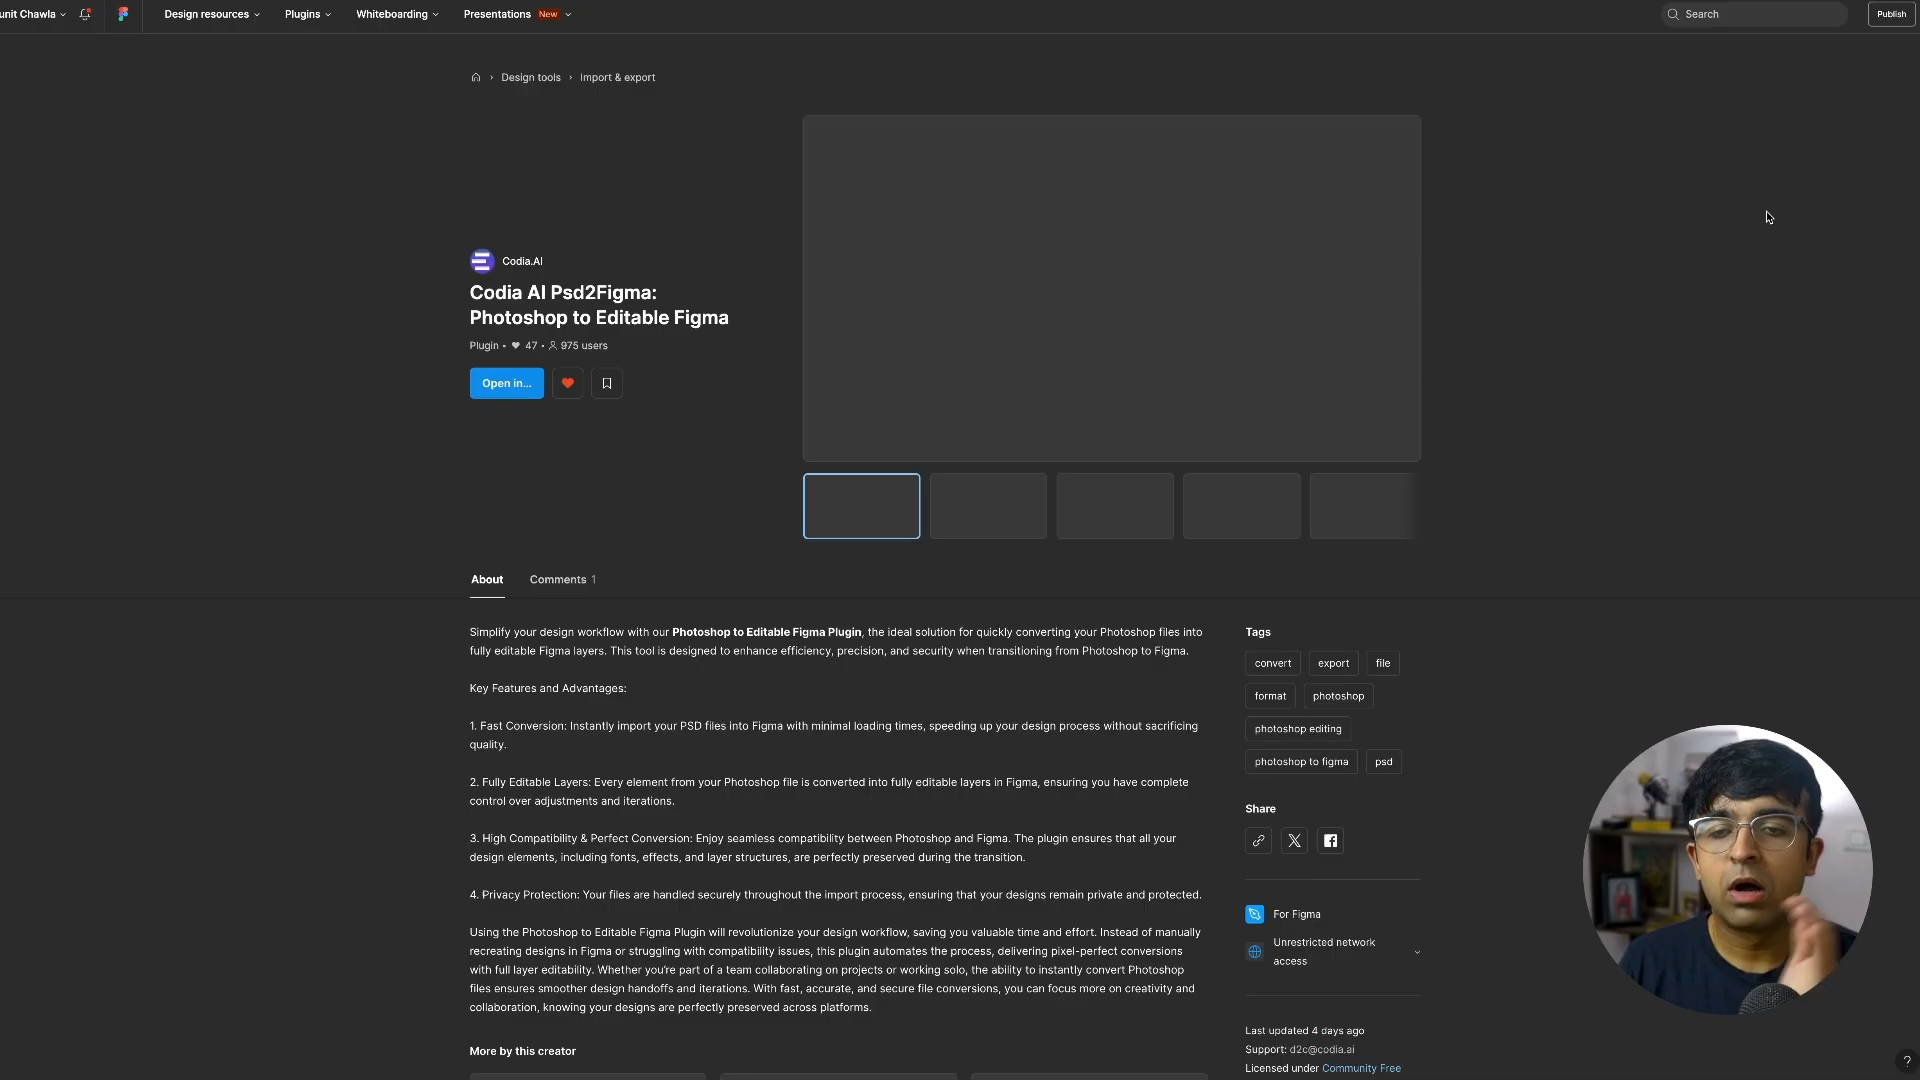 unit Chawla
Design resources
Plugins
Whiteboarding
Presentations New
Search
Publish
Design tools
Import & export
Codia.AI
Codia AI Psd2Figma:
Photoshop to Editable Figma
Plugin • 47 • 975 users
Open in...
About
Comments 1
Simplify your design workflow with our Photoshop to Editable Figma Plugin, the ideal solution for quickly converting your Photoshop files into
fully editable Figma layers. This tool is designed to enhance efficiency, precision, and security when transitioning from Photoshop to Figma.
Key Features and Advantages:
1. Fast Conversion: Instantly import your PSD files into Figma with minimal loading times, speeding up your design process without sacrificing
quality.
2. Fully Editable Layers: Every element from your Photoshop file is converted into fully editable layers in Figma, ensuring you have complete
control over adjustments and iterations.
3. High Compatibility & Perfect Conversion: Enjoy seamless compatibility between Photoshop and Figma. The plugin ensures that all your
design elements, including fonts, effects, and layer structures, are perfectly preserved during the transition.
4. Privacy Protection: Your files are handled securely throughout the import process, ensuring that your designs remain private and protected.
Using the Photoshop to Editable Figma Plugin will revolutionize your design workflow, saving you valuable time and effort. Instead of manually
recreating designs in Figma or struggling with compatibility issues, this plugin automates the process, delivering pixel-perfect conversions
with full layer editability. Whether you're part of a team collaborating on projects or working solo, the ability to instantly convert Photoshop
files ensures smoother design handoffs and iterations. With fast, accurate, and secure file conversions, you can focus more on creativity and
collaboration, knowing your designs are perfectly preserved across platforms.
More by this creator
Tags
convert
export
file
format
photoshop
photoshop editing
photoshop to figma
psd
Share
For Figma
Unrestricted network
access
Last updated 4 days ago
Support: d2c@codia.ai
Licensed under Community Free
?